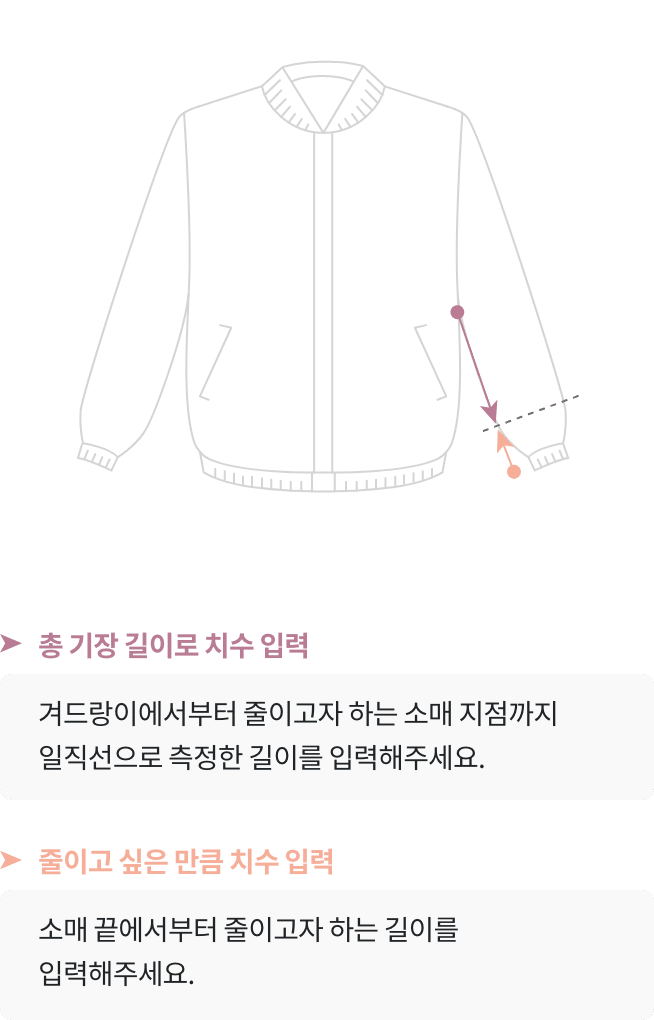 총 기장 길이로 치수 입력
겨드랑이에서부터 줄이고자 하는 소매 지점까지
일직선으로 측정한 길이를 입력해주세요.
줄이고 싶은 만큼 치수 입력
소매 끝에서부터 줄이고자 하는 길이를
입력해주세요.